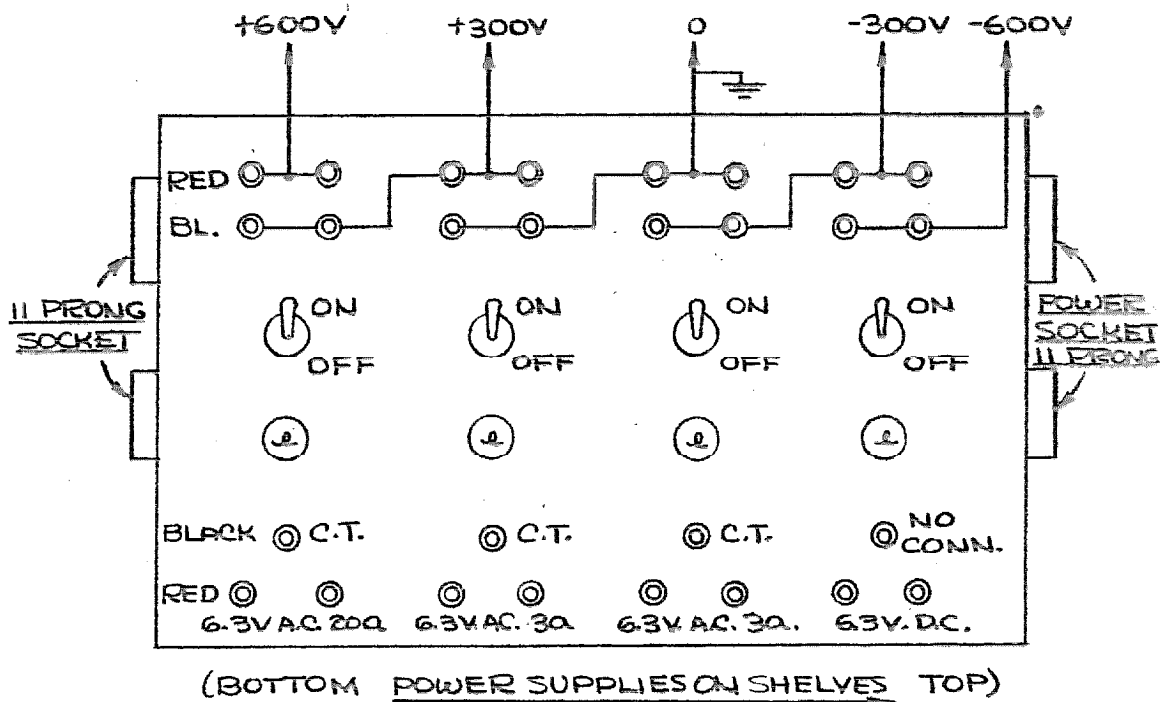 +600V +300V 0 -300V -600V
RED
BL.
11 PRONG
SOCKET
ON ON ON ON
OFF OFF OFF OFF
POWER
SOCKET
11 PRONG
BLACK C.T. C.T. C.T. NO
CONN.
RED
6.3V A.C. 20a 6.3V.AC. 3a 6.3V A.C. 3a. 6.3V. D.C.
(BOTTOM POWER SUPPLIES ON SHELVES TOP)